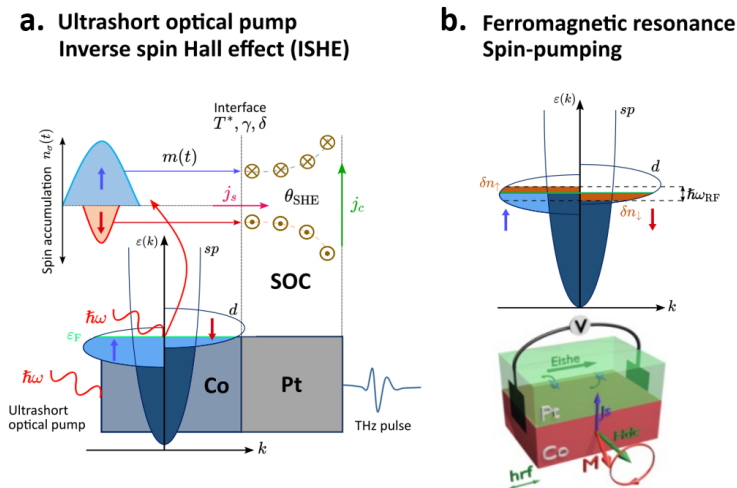 a. Ultrashort optical pump
Inverse spin Hall effect (ISHE)
Interface
T*, γ, δ
Spin accumulation n_σ(t)
m(t)
j_s
θ_SHE
j_c
SOC
ε(k)
sp
d
ħω
ε_F
ħω
Co
Pt
Ultrashort
optical pump
THz pulse
k
b. Ferromagnetic resonance
Spin-pumping
ε(k)
sp
d
δn↑
ħω_RF
δn↓
k
V
Eishe
Pt
Js
Co
Hdc
M
hrf